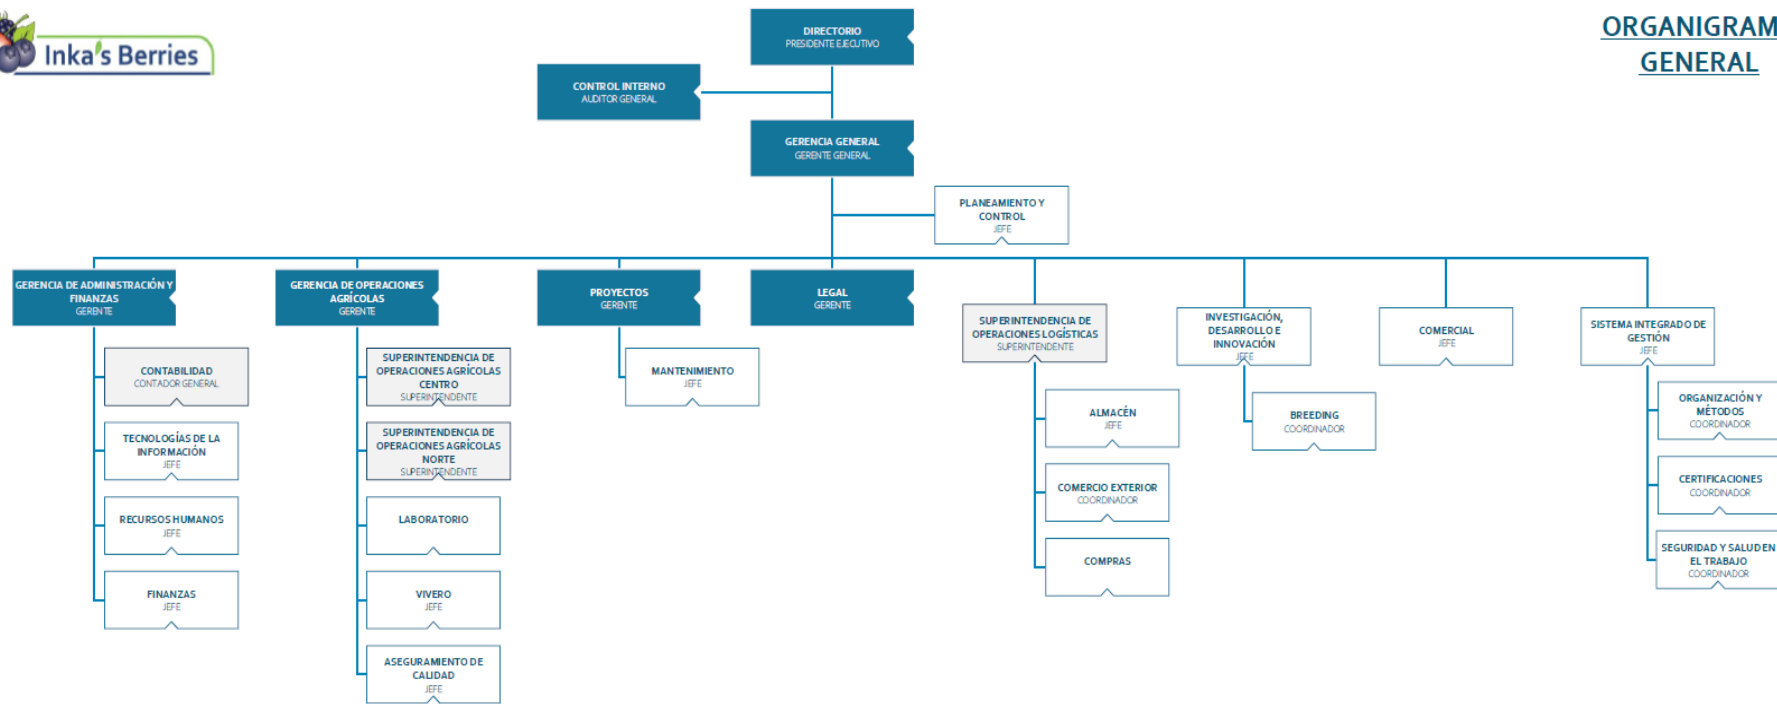 Inka's Berries
ORGANIGRAM
GENERAL
DIRECTORIO
PRESIDENTE EJECUTIVO
CONTROL INTERNO
AUDITOR GENERAL
GERENCIA GENERAL
GERENTE GENERAL
PLANEAMIENTO Y
CONTROL
JEFE
GERENCIA DE ADMINISTRACIÓN Y
FINANZAS
GERENTE
CONTABILIDAD
CONTADOR GENERAL
TECNOLOGÍAS DE LA
INFORMACIÓN
JEFE
RECURSOS HUMANOS
JEFE
FINANZAS
JEFE
GERENCIA DE OPERACIONES
AGRÍCOLAS
GERENTE
SUPERINTENDENCIA DE
OPERACIONES AGRÍCOLAS
CENTRO
SUPERINTENDENTE
SUPERINTENDENCIA DE
OPERACIONES AGRÍCOLAS
NORTE
SUPERINTENDENTE
LABORATORIO
VIVERO
JEFE
ASEGURAMIENTO DE
CALIDAD
JEFE
PROYECTOS
GERENTE
MANTENIMIENTO
JEFE
LEGAL
GERENTE
SUPERINTENDENCIA DE
OPERACIONES LOGÍSTICAS
SUPERINTENDENTE
ALMACÉN
JEFE
COMERCIO EXTERIOR
COORDINADOR
COMPRAS
INVESTIGACIÓN,
DESARROLLO E
INNOVACIÓN
JEFE
BREEDING
COORDINADOR
COMERCIAL
JEFE
SISTEMA INTEGRADO DE
GESTIÓN
JEFE
ORGANIZACIÓN Y
MÉTODOS
COORDINADOR
CERTIFICACIONES
COORDINADOR
SEGURIDAD Y SALUD EN
EL TRABAJO
COORDINADOR